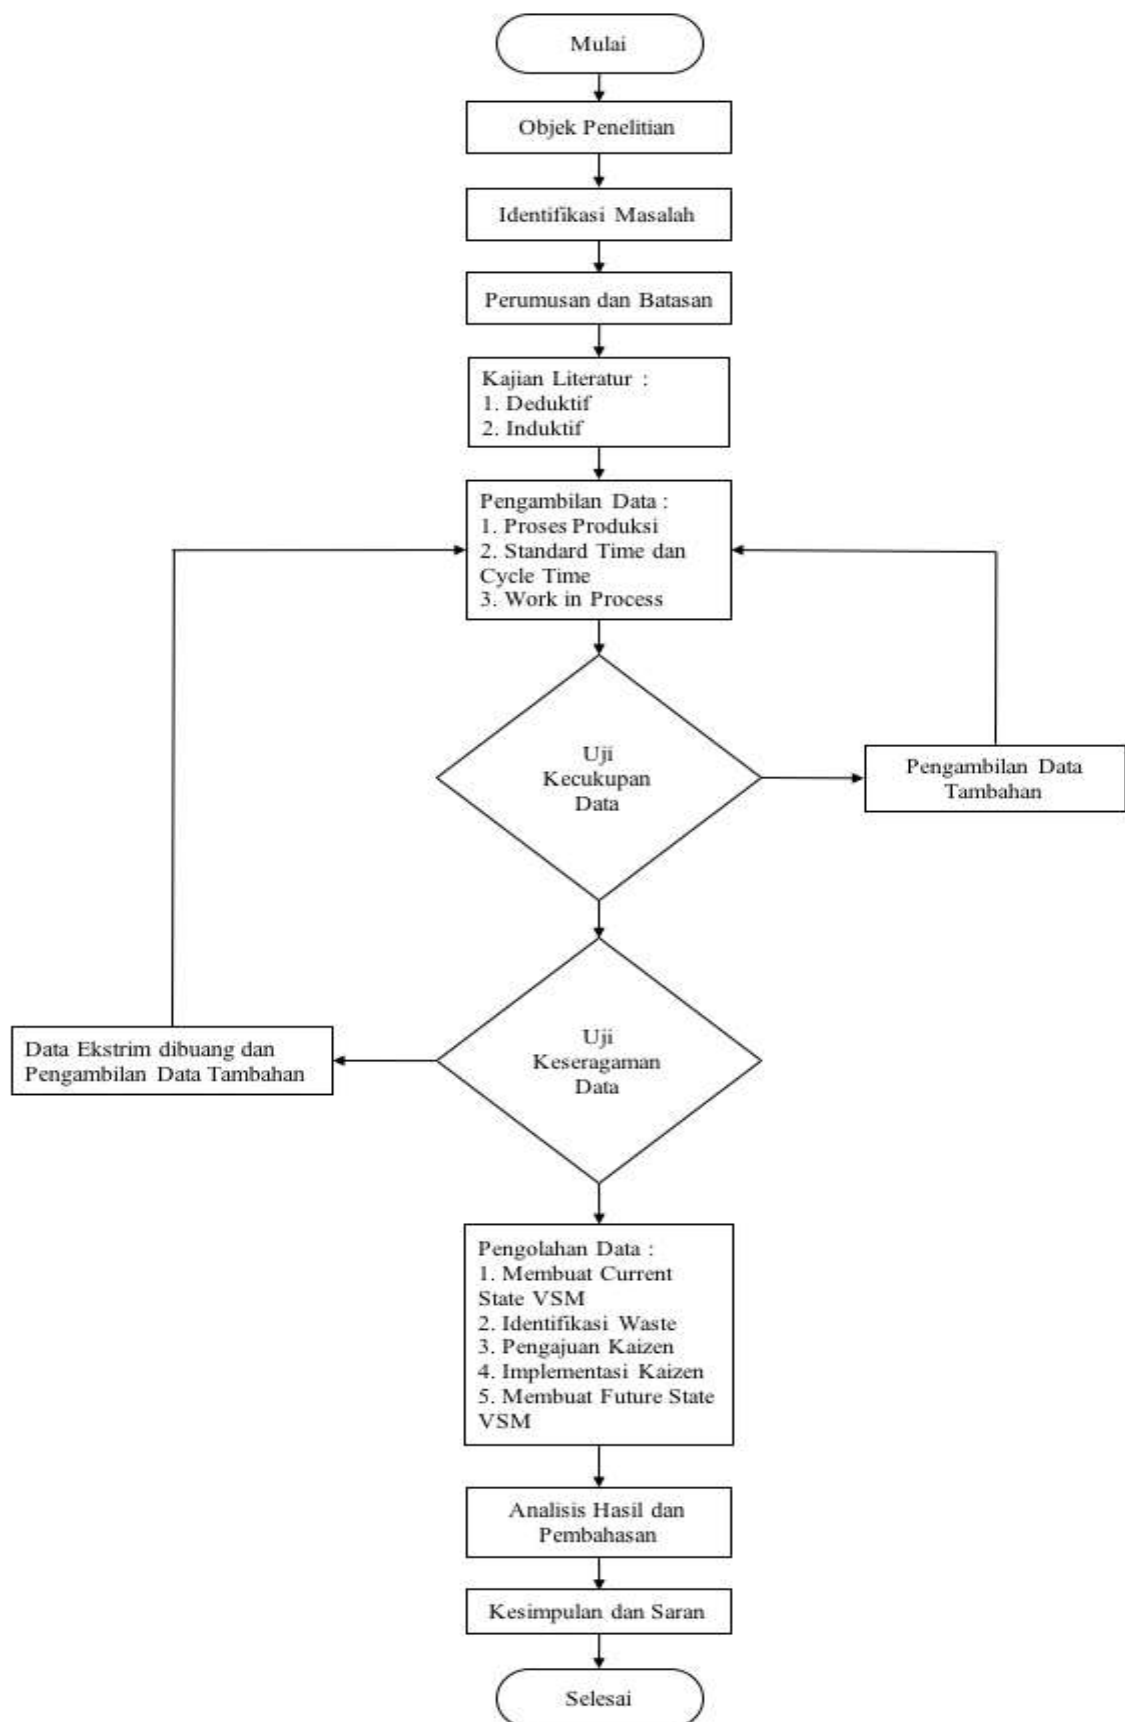 Mulai
Objek Penelitian
Identifikasi Masalah
Perumusan dan Batasan
Kajian Literatur :
1. Deduktif
2. Induktif
Pengambilan Data :
1. Proses Produksi
2. Standard Time dan
Cycle Time
3. Work in Process
Uji
Kecukupan
Data
Pengambilan Data
Tambahan
Uji
Keseragaman
Data
Data Ekstrim dibuang dan
Pengambilan Data Tambahan
Pengolahan Data :
1. Membuat Current
State VSM
2. Identifikasi Waste
3. Pengajuan Kaizen
4. Implementasi Kaizen
5. Membuat Future State
VSM
Analisis Hasil dan
Pembahasan
Kesimpulan dan Saran
Selesai